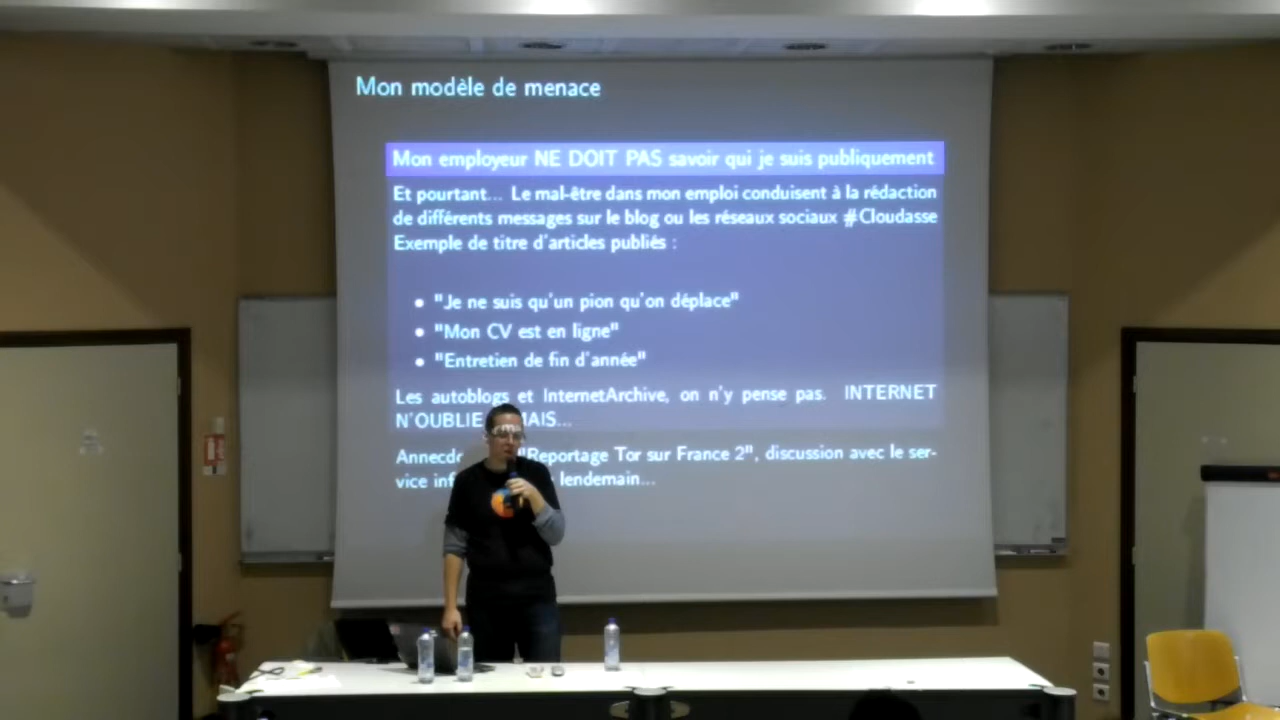 Mon modèle de menace
Mon employeur NE DOIT PAS savoir qui je suis publiquement
Et pourtant... Le mal-être dans mon emploi conduisent à la rédaction
de différents messages sur le blog ou les réseaux sociaux #Cloudasse
Exemple de titre d'articles publiés :
• "Je ne suis qu'un pion qu'on déplace"
• "Mon CV est en ligne"
• "Entretien de fin d'année"
Les autoblogs et InternetArchive, on n'y pense pas. INTERNET
N'OUBLIE MAIS...
"Reportage Tor sur France 2", discussion avec le ser-
vice lendemain...